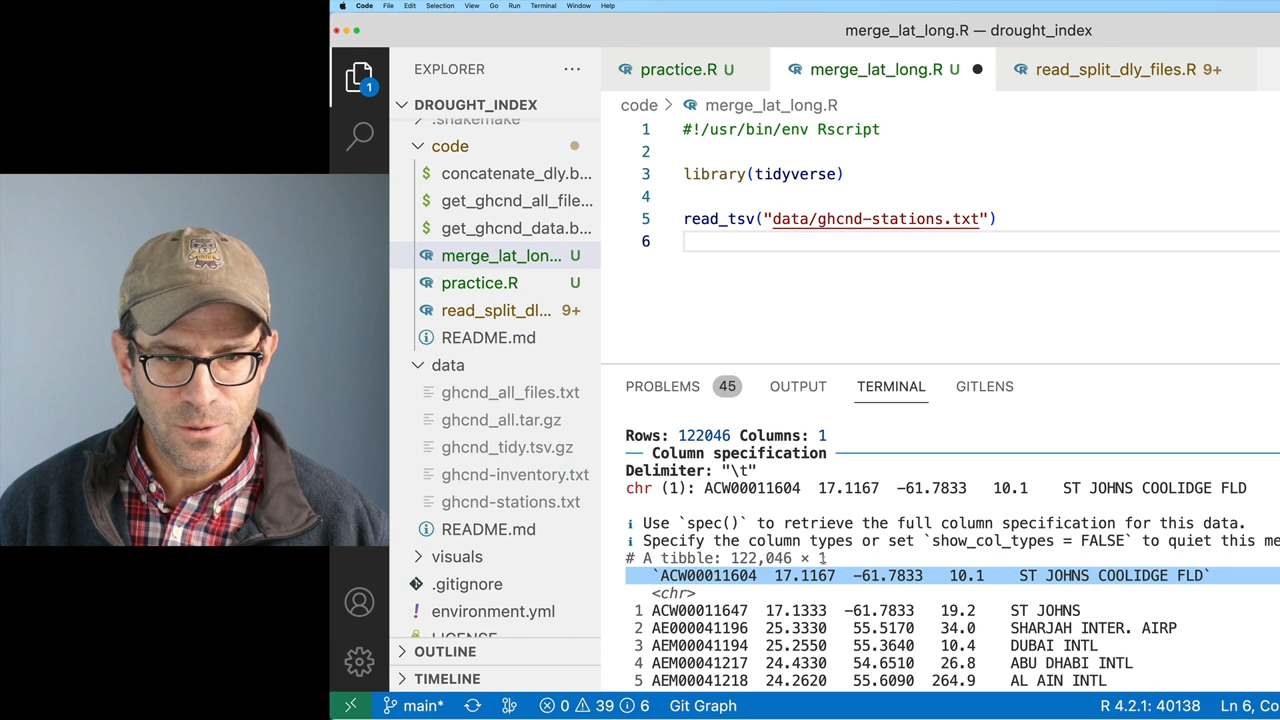 Code File Edit Selection View Go Run Terminal Window Help
merge_lat_long.R — drought_index
EXPLORER ···
practice.R U
merge_lat_long.R U
read_split_dly_files.R 9+
1
DROUGHT_INDEX
.snakemake
code
concatenate_dly.b...
get_ghcnd_all_file...
get_ghcnd_data.b...
merge_lat_lon... U
practice.R U
read_split_dl... 9+
README.md
data
ghcnd_all_files.txt
ghcnd_all.tar.gz
ghcnd_tidy.tsv.gz
ghcnd-inventory.txt
ghcnd-stations.txt
README.md
visuals
.gitignore
environment.yml
LICENSE
OUTLINE
TIMELINE
code > merge_lat_long.R
1 #!/usr/bin/env Rscript
2
3 library(tidyverse)
4
5 read_tsv("data/ghcnd-stations.txt")
6
PROBLEMS 45 OUTPUT TERMINAL GITLENS
Rows: 122046 Columns: 1
— Column specification
Delimiter: "\t"
chr (1): ACW00011604  17.1167  -61.7833   10.1    ST JOHNS COOLIDGE FLD
ℹ Use `spec()` to retrieve the full column specification for this data.
ℹ Specify the column types or set `show_col_types = FALSE` to quiet this me
# A tibble: 122,046 × 1
`ACW00011604  17.1167  -61.7833   10.1    ST JOHNS COOLIDGE FLD`
<chr>
1 ACW00011647  17.1333  -61.7833   19.2    ST JOHNS
2 AE000041196  25.3330   55.5170   34.0    SHARJAH INTER. AIRP
3 AEM00041194  25.2550   55.3640   10.4    DUBAI INTL
4 AEM00041217  24.4330   54.6510   26.8    ABU DHABI INTL
5 AEM00041218  24.2620   55.6090  264.9    AL AIN INTL
main* 0 39 6 Git Graph R 4.2.1: 40138 Ln 6, Co